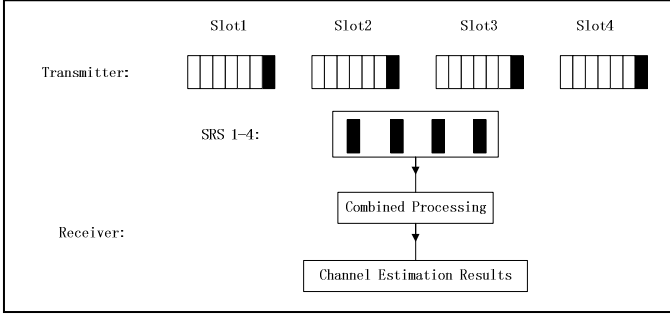 Slot1 Slot2 Slot3 Slot4
Transmitter:
SRS 1-4:
Combined Processing
Receiver:
Channel Estimation Results